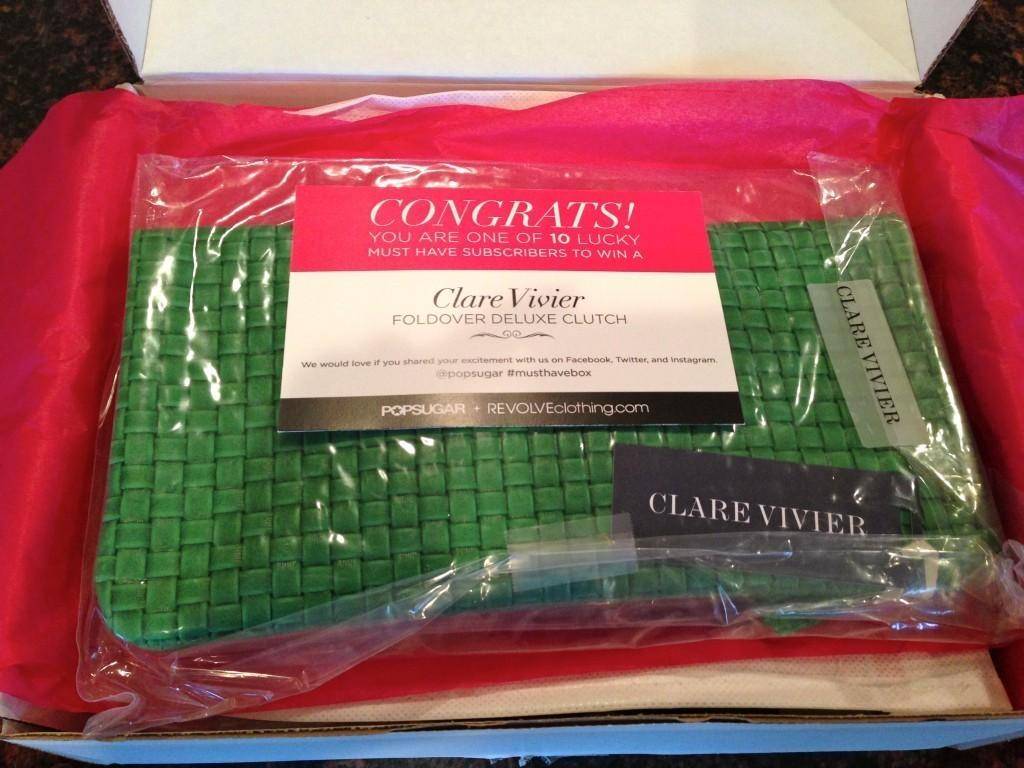 CONGRATS!
YOU ARE ONE OF 10 LUCKY
MUST HAVE SUBSCRIBERS TO WIN A
Clare Vivier
FOLDOVER DELUXE CLUTCH
We would love if you shared your excitement with us on Facebook, Twitter, and Instagram.
@popsugar #musthavebox
POPSUGAR + REVOLVEclothing.com
CLARE VIVIER
CLARE VIVIER